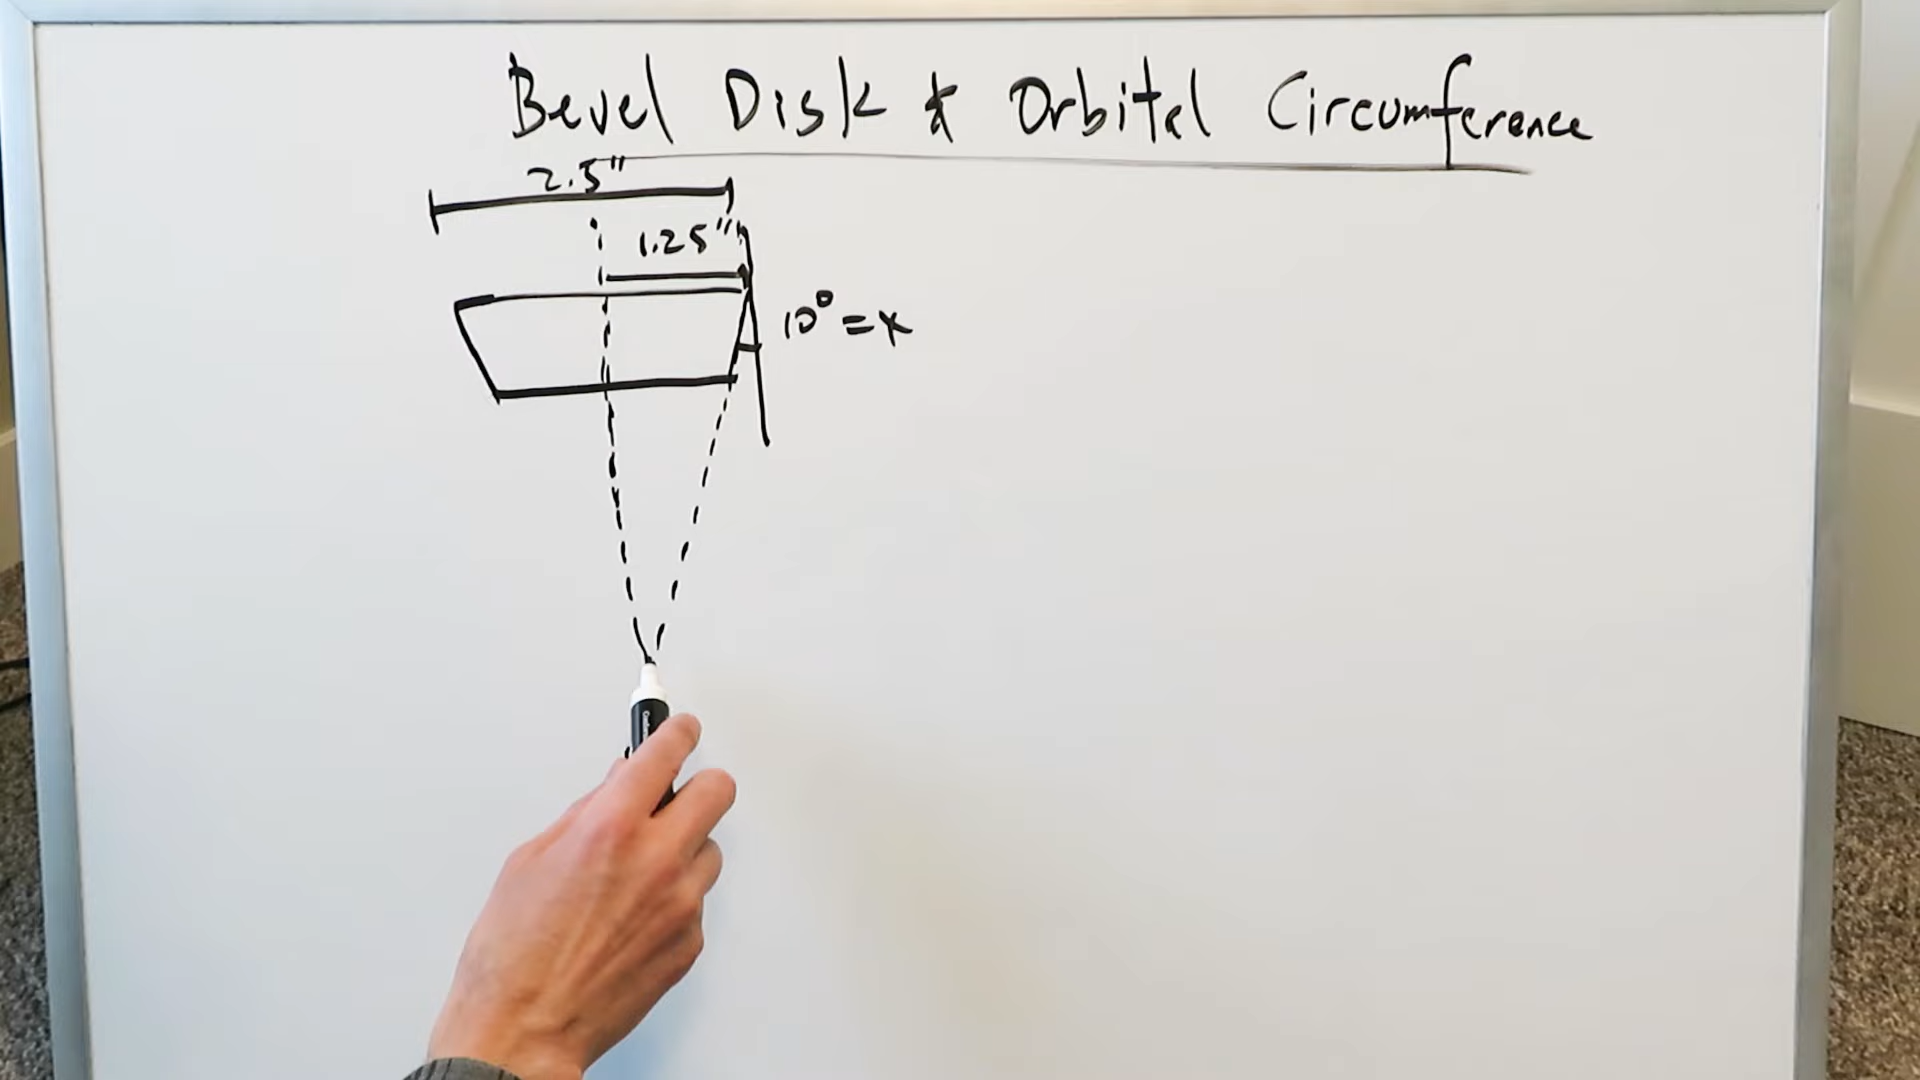 Bevel Disk & Orbital Circumference
2.5"
1.25"
10° = x